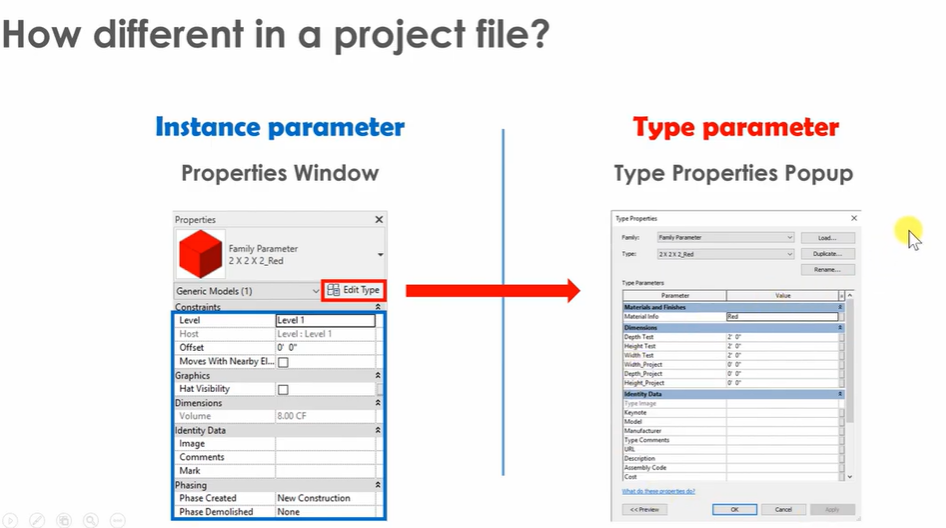 How different in a project file?
Instance parameter
Properties Window
Properties
Family Parameter
2 X 2 X 2_Red
Generic Models (1)
Edit Type
Constraints
Level Level 1
Host Level : Level 1
Offset 0' 0"
Moves With Nearby El...
Graphics
Hat Visibility
Dimensions
Volume 8.00 CF
Identity Data
Image
Comments
Mark
Phasing
Phase Created New Construction
Phase Demolished None
Type parameter
Type Properties Popup
Type Properties
Family: Family Parameter Load...
Type: 2 X 2 X 2_Red Duplicate...
Rename...
Type Parameters
Parameter Value
Materials and Finishes
Material Info Red
Dimensions
Depth Test 2' 0"
Height Test 2' 0"
Width Test 2' 0"
Width_Project 0' 0"
Depth_Project 0' 0"
Height_Project 0' 0"
Identity Data
Type Image
Keynote
Model
Manufacturer
Type Comments
URL
Description
Assembly Code
Cost
What do these properties do?
<< Preview OK Cancel Apply